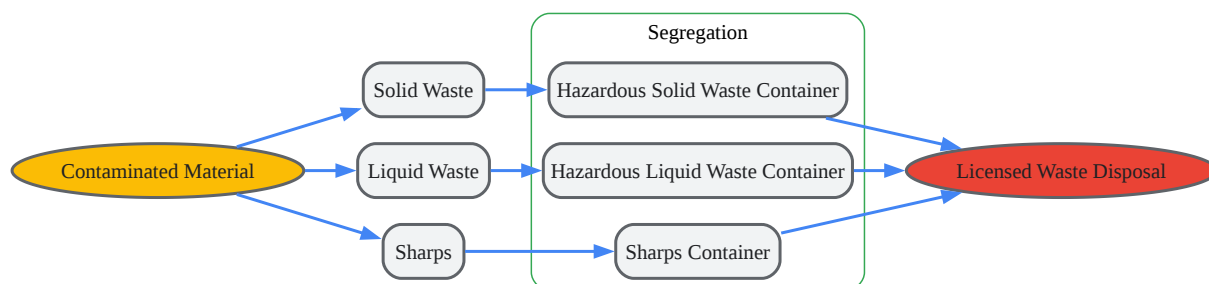 Segregation
Solid Waste
Hazardous Solid Waste Container
Contaminated Material
Liquid Waste
Hazardous Liquid Waste Container
Licensed Waste Disposal
Sharps
Sharps Container